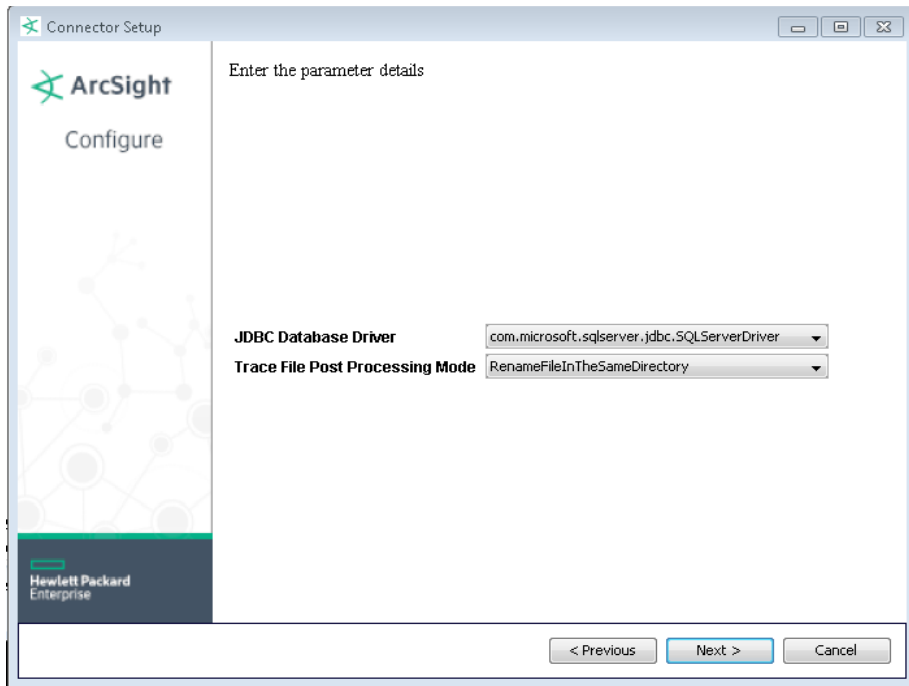 Connector Setup
ArcSight
Configure
Enter the parameter details
JDBC Database Driver com.microsoft.sqlserver.jdbc.SQLServerDriver
Trace File Post Processing Mode RenameFileInTheSameDirectory
Hewlett Packard
Enterprise
< Previous Next > Cancel